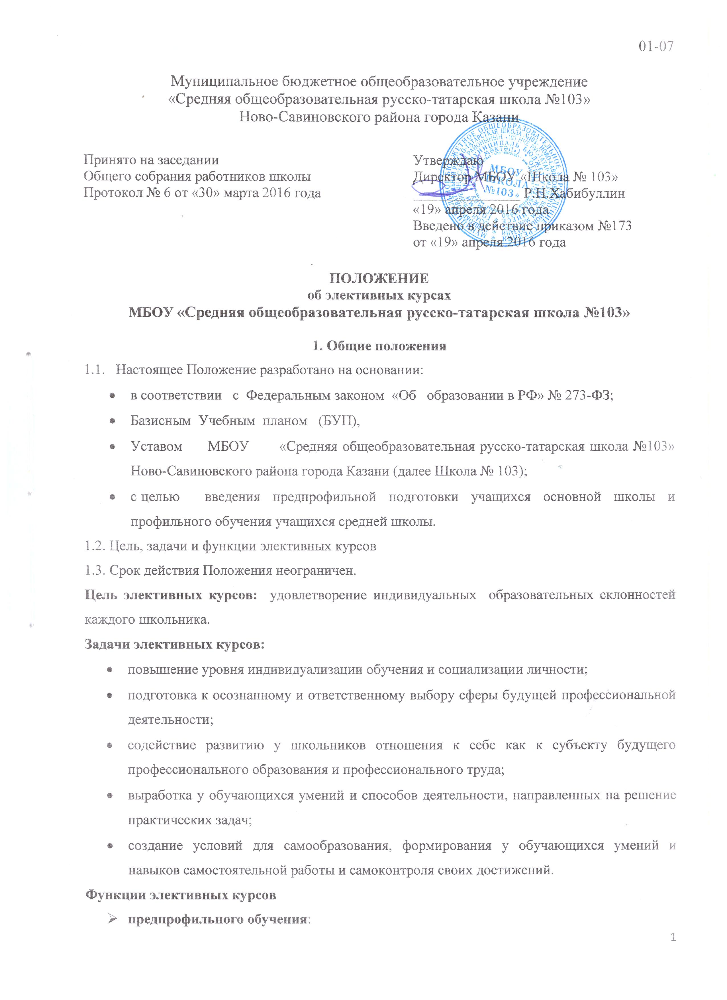 01-07
Муниципальное бюджетное общеобразовательное учреждение
«Средняя общеобразовательная русско-татарская школа №103»
Ново-Савиновского района города Казани
Принято на заседании
Общего собрания работников школы
Протокол № 6 от «30» марта 2016 года
Утверждаю
Директор МБОУ «Школа № 103»
Р.Н.Хабибуллин
«19» апреля 2016 года
Введено в действие приказом №173
от «19» апреля 2016 года
МБОУ
ШКОЛА
№103»
ПОЛОЖЕНИЕ
об элективных курсах
МБОУ «Средняя общеобразовательная русско-татарская школа №103»
1. Общие положения
1.1. Настоящее Положение разработано на основании:
• в соответствии с Федеральным законом «Об образовании в РФ» № 273-ФЗ;
• Базисным Учебным планом (БУП),
• Уставом МБОУ «Средняя общеобразовательная русско-татарская школа №103»
Ново-Савиновского района города Казани (далее Школа № 103);
• с целью введения предпрофильной подготовки учащихся основной школы и
профильного обучения учащихся средней школы.
1.2. Цель, задачи и функции элективных курсов
1.3. Срок действия Положения неограничен.
Цель элективных курсов: удовлетворение индивидуальных образовательных склонностей
каждого школьника.
Задачи элективных курсов:
• повышение уровня индивидуализации обучения и социализации личности;
• подготовка к осознанному и ответственному выбору сферы будущей профессиональной
деятельности;
• содействие развитию у школьников отношения к себе как к субъекту будущего
профессионального образования и профессионального труда;
• выработка у обучающихся умений и способов деятельности, направленных на решение
практических задач;
• создание условий для самообразования, формирования у обучающихся умений и
навыков самостоятельной работы и самоконтроля своих достижений.
Функции элективных курсов
➢ предпрофильного обучения:
1